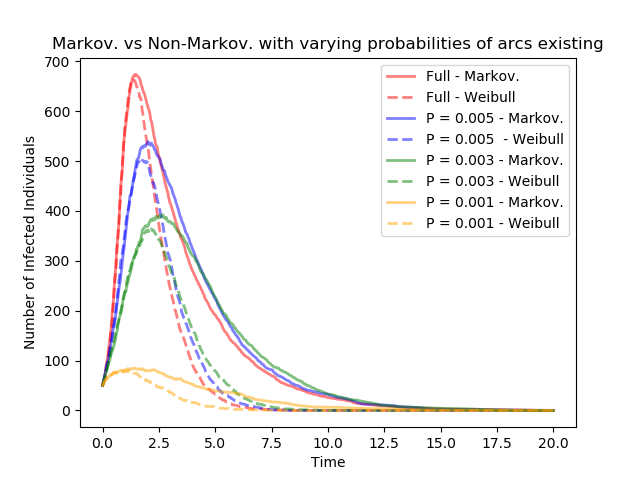 Markov. vs Non-Markov. with varying probabilities of arcs existing
Number of Infected Individuals
700
600
500
400
300
200
100
0
Full - Markov.
Full - Weibull
P = 0.005 - Markov.
P = 0.005  - Weibull
P = 0.003 - Markov.
P = 0.003 - Weibull
P = 0.001 - Markov.
P = 0.001 - Weibull
0.0 2.5 5.0 7.5 10.0 12.5 15.0 17.5 20.0
Time